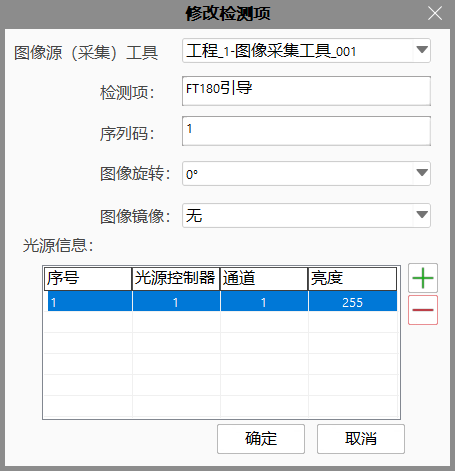 修改检测项
图像源（采集）工具 工程_1-图像采集工具_001
检测项： FT180引导
序列码： 1
图像旋转： 0°
图像镜像： 无
光源信息：
序号 光源控制器 通道 亮度
1 1 1 255
确定 取消